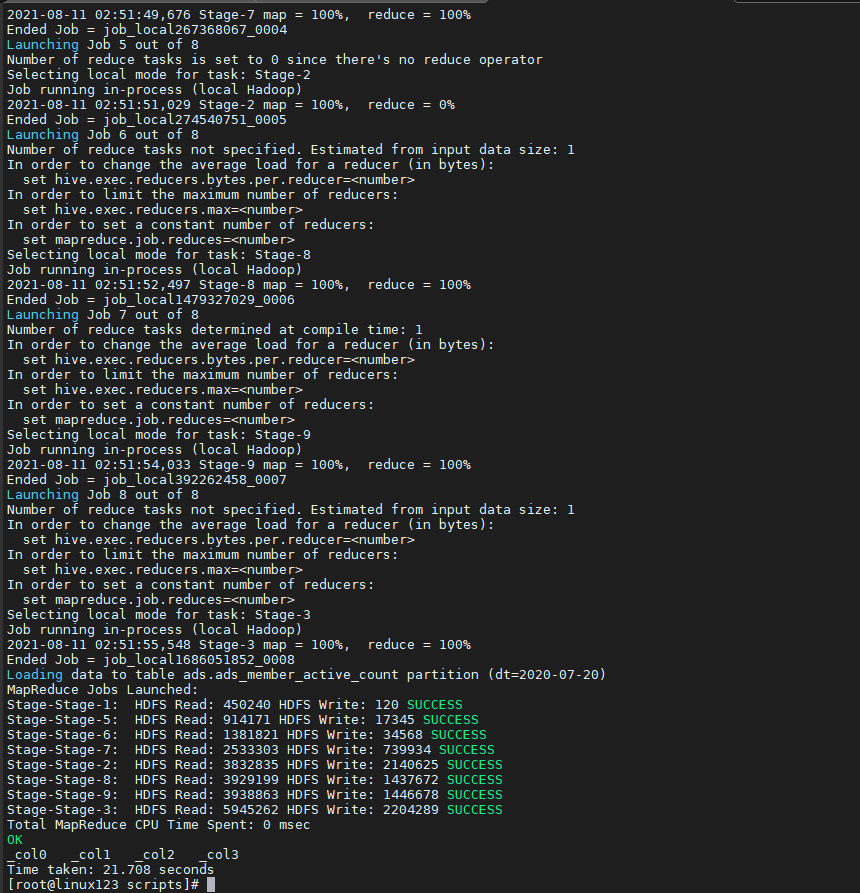 2021-08-11 02:51:49,676 Stage-7 map = 100%,  reduce = 100%
Ended Job = job_local267368067_0004
Launching Job 5 out of 8
Number of reduce tasks is set to 0 since there's no reduce operator
Selecting local mode for task: Stage-2
Job running in-process (local Hadoop)
2021-08-11 02:51:51,029 Stage-2 map = 100%,  reduce = 0%
Ended Job = job_local274540751_0005
Launching Job 6 out of 8
Number of reduce tasks not specified. Estimated from input data size: 1
In order to change the average load for a reducer (in bytes):
  set hive.exec.reducers.bytes.per.reducer=<number>
In order to limit the maximum number of reducers:
  set hive.exec.reducers.max=<number>
In order to set a constant number of reducers:
  set mapreduce.job.reduces=<number>
Selecting local mode for task: Stage-8
Job running in-process (local Hadoop)
2021-08-11 02:51:52,497 Stage-8 map = 100%,  reduce = 100%
Ended Job = job_local1479327029_0006
Launching Job 7 out of 8
Number of reduce tasks determined at compile time: 1
In order to change the average load for a reducer (in bytes):
  set hive.exec.reducers.bytes.per.reducer=<number>
In order to limit the maximum number of reducers:
  set hive.exec.reducers.max=<number>
In order to set a constant number of reducers:
  set mapreduce.job.reduces=<number>
Selecting local mode for task: Stage-9
Job running in-process (local Hadoop)
2021-08-11 02:51:54,033 Stage-9 map = 100%,  reduce = 100%
Ended Job = job_local392262458_0007
Launching Job 8 out of 8
Number of reduce tasks not specified. Estimated from input data size: 1
In order to change the average load for a reducer (in bytes):
  set hive.exec.reducers.bytes.per.reducer=<number>
In order to limit the maximum number of reducers:
  set hive.exec.reducers.max=<number>
In order to set a constant number of reducers:
  set mapreduce.job.reduces=<number>
Selecting local mode for task: Stage-3
Job running in-process (local Hadoop)
2021-08-11 02:51:55,548 Stage-3 map = 100%,  reduce = 100%
Ended Job = job_local1686051852_0008
Loading data to table ads.ads_member_active_count partition (dt=2020-07-20)
MapReduce Jobs Launched:
Stage-Stage-1:  HDFS Read: 450240 HDFS Write: 120 SUCCESS
Stage-Stage-5:  HDFS Read: 914171 HDFS Write: 17345 SUCCESS
Stage-Stage-6:  HDFS Read: 1381821 HDFS Write: 34568 SUCCESS
Stage-Stage-7:  HDFS Read: 2533303 HDFS Write: 739934 SUCCESS
Stage-Stage-2:  HDFS Read: 3832835 HDFS Write: 2140625 SUCCESS
Stage-Stage-8:  HDFS Read: 3929199 HDFS Write: 1437672 SUCCESS
Stage-Stage-9:  HDFS Read: 3938863 HDFS Write: 1446678 SUCCESS
Stage-Stage-3:  HDFS Read: 5945262 HDFS Write: 2204289 SUCCESS
Total MapReduce CPU Time Spent: 0 msec
OK
_col0   _col1   _col2   _col3
Time taken: 21.708 seconds
[root@linux123 scripts]#